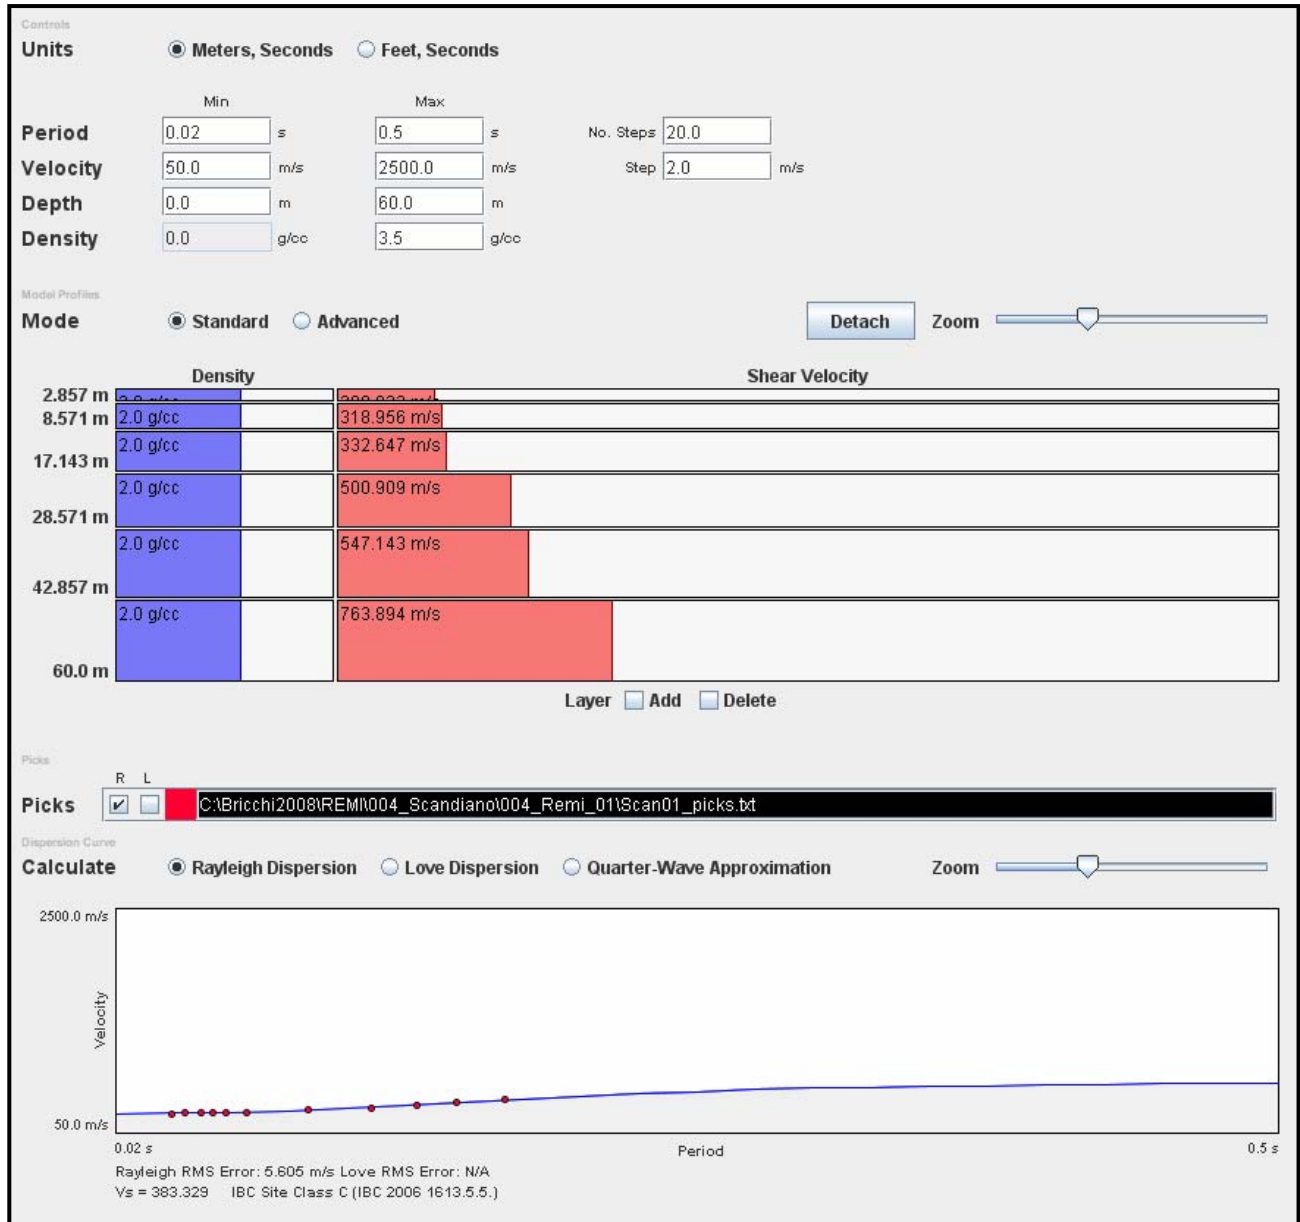 Controls
Units Meters, Seconds Feet, Seconds
Min Max
Period 0.02 s 0.5 s No. Steps 20.0
Velocity 50.0 m/s 2500.0 m/s Step 2.0 m/s
Depth 0.0 m 60.0 m
Density 0.0 g/cc 3.5 g/cc
Model Profiles
Mode Standard Advanced Detach Zoom
Density Shear Velocity
2.857 m
8.571 m 2.0 g/cc 318.956 m/s
2.0 g/cc 332.647 m/s
17.143 m
2.0 g/cc 500.909 m/s
28.571 m
2.0 g/cc 547.143 m/s
42.857 m
2.0 g/cc 763.894 m/s
60.0 m
Layer Add Delete
Picks
R L
Picks C:\Bricchi2008\REMI\004_Scandiano\004_Remi_01\Scan01_picks.txt
Dispersion Curve
Calculate Rayleigh Dispersion Love Dispersion Quarter-Wave Approximation Zoom
2500.0 m/s
Velocity
50.0 m/s
0.02 s Period 0.5 s
Rayleigh RMS Error: 5.605 m/s Love RMS Error: N/A
Vs = 383.329 IBC Site Class C (IBC 2006 1613.5.5.)